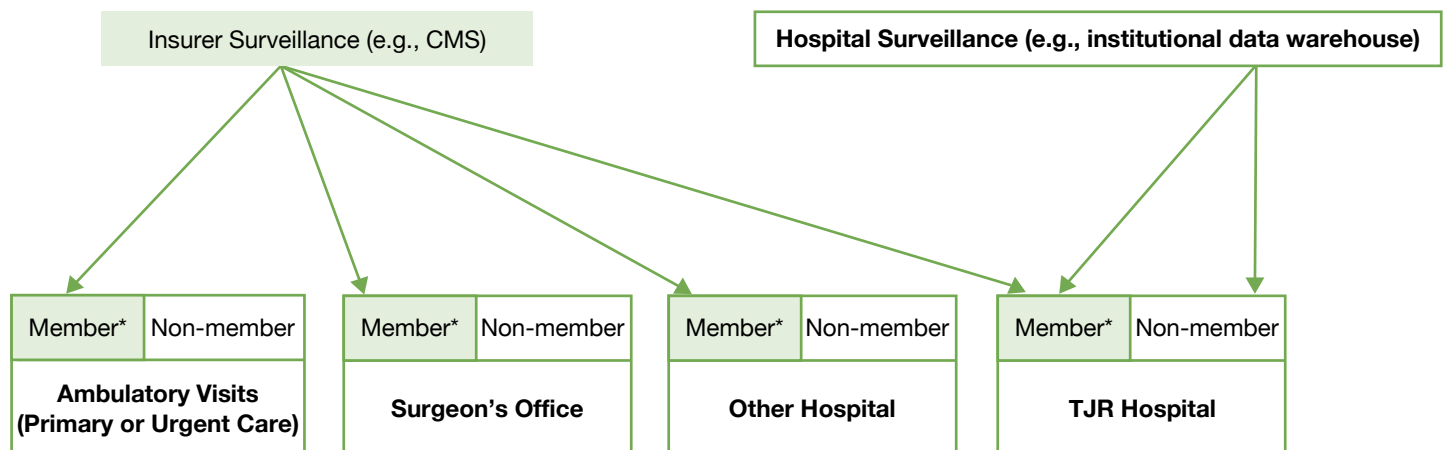 Insurer Surveillance (e.g., CMS)
Hospital Surveillance (e.g., institutional data warehouse)
Member* Non-member
Member* Non-member
Member* Non-member
Member* Non-member
Ambulatory Visits
(Primary or Urgent Care)
Surgeon’s Office
Other Hospital
TJR Hospital